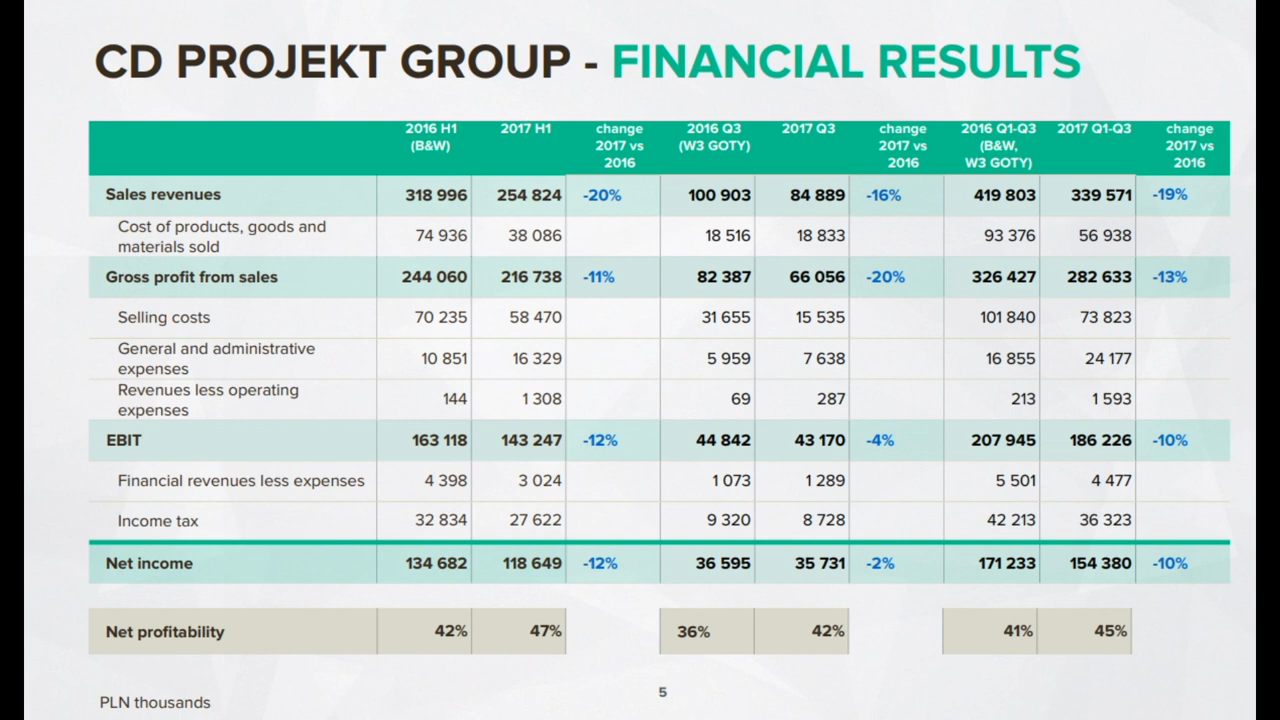 CD PROJEKT GROUP - FINANCIAL RESULTS
2016 H1 (B&W) 2017 H1 change 2017 vs 2016 2016 Q3 (W3 GOTY) 2017 Q3 change 2017 vs 2016 2016 Q1-Q3 (B&W, W3 GOTY) 2017 Q1-Q3 change 2017 vs 2016
Sales revenues 318 996 254 824 -20% 100 903 84 889 -16% 419 803 339 571 -19%
Cost of products, goods and materials sold 74 936 38 086 18 516 18 833 93 376 56 938
Gross profit from sales 244 060 216 738 -11% 82 387 66 056 -20% 326 427 282 633 -13%
Selling costs 70 235 58 470 31 655 15 535 101 840 73 823
General and administrative expenses 10 851 16 329 5 959 7 638 16 855 24 177
Revenues less operating expenses 144 1 308 69 287 213 1 593
EBIT 163 118 143 247 -12% 44 842 43 170 -4% 207 945 186 226 -10%
Financial revenues less expenses 4 398 3 024 1 073 1 289 5 501 4 477
Income tax 32 834 27 622 9 320 8 728 42 213 36 323
Net income 134 682 118 649 -12% 36 595 35 731 -2% 171 233 154 380 -10%
Net profitability 42% 47% 36% 42% 41% 45%
PLN thousands
5